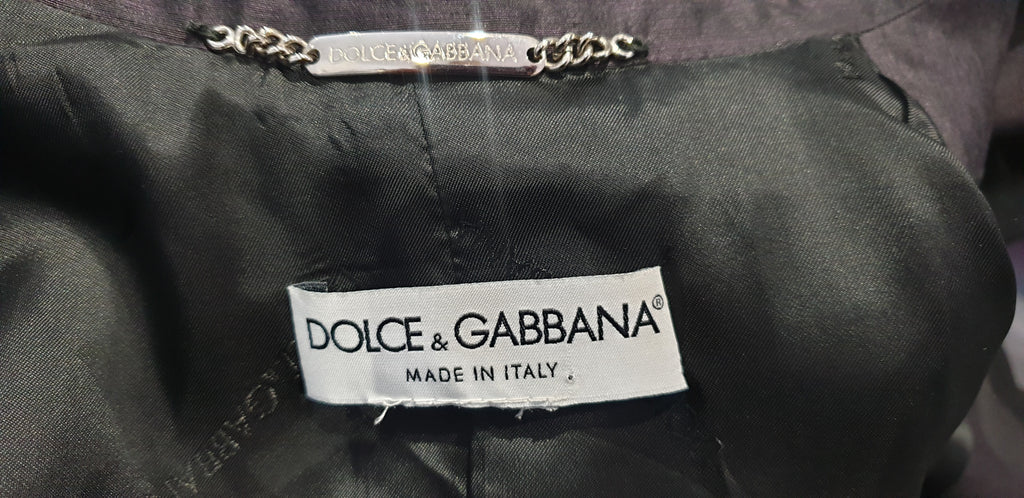 DOLCE&GABBANA
DOLCE & GABBANA®
MADE IN ITALY